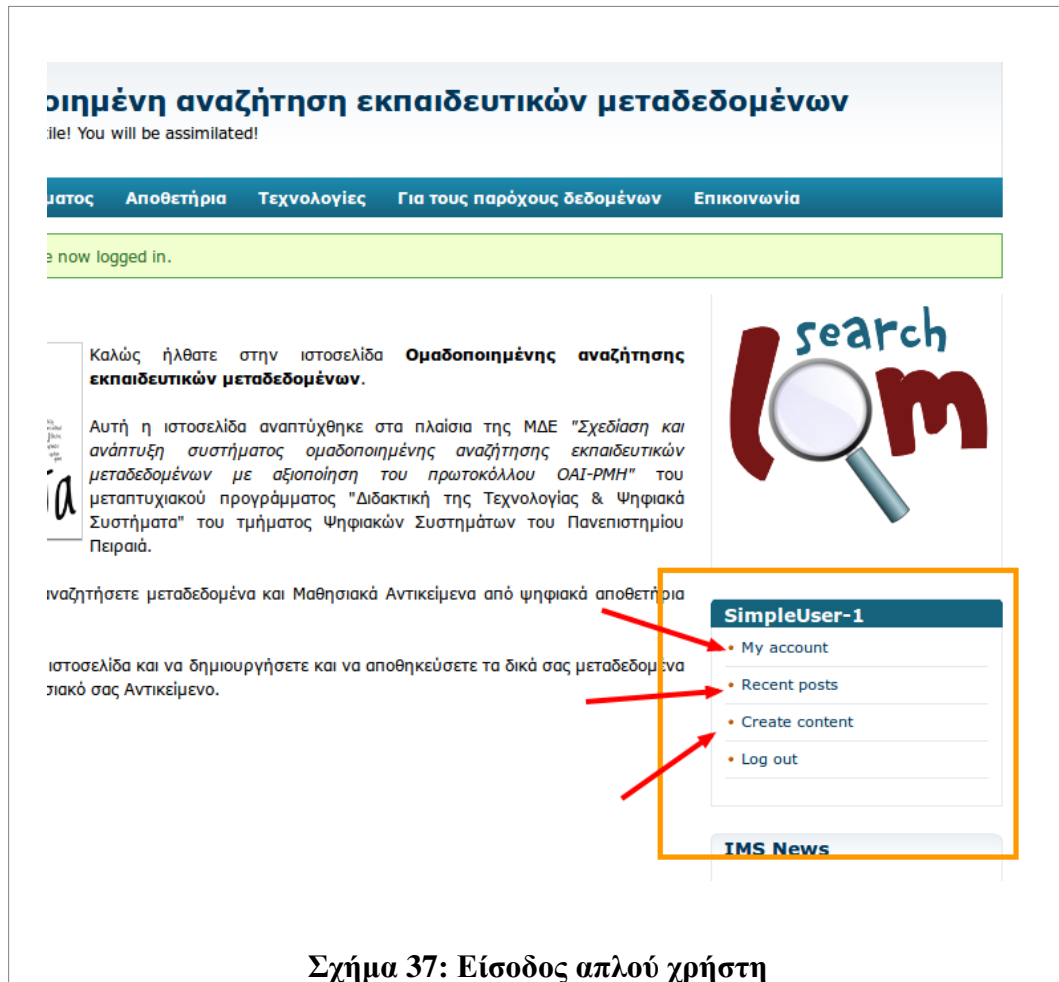 οιημένη αναζήτηση εκπαιδευτικών μεταδεδομένων
tile! You will be assimilated!
ματος Αποθετήρια Τεχνολογίες Για τους παρόχους δεδομένων Επικοινωνία
e now logged in.
search
lom
Καλώς ήλθατε στην ιστοσελίδα Ομαδοποιημένης αναζήτησης
εκπαιδευτικών μεταδεδομένων.
Αυτή η ιστοσελίδα αναπτύχθηκε στα πλαίσια της ΜΔΕ "Σχεδίαση και
ανάπτυξη συστήματος ομαδοποιημένης αναζήτησης εκπαιδευτικών
μεταδεδομένων με αξιοποίηση του πρωτοκόλλου OAI-PMH" του
μεταπτυχιακού προγράμματος "Διδακτική της Τεχνολογίας & Ψηφιακά
Συστήματα" του τμήματος Ψηφιακών Συστημάτων του Πανεπιστημίου
Πειραιά.
αναζητήσετε μεταδεδομένα και Μαθησιακά Αντικείμενα από ψηφιακά αποθετήρια
ιστοσελίδα και να δημιουργήσετε και να αποθηκεύσετε τα δικά σας μεταδεδομένα
σιακό σας Αντικείμενο.
SimpleUser-1
My account
Recent posts
Create content
Log out
IMS News
Σχήμα 37: Είσοδος απλού χρήστη